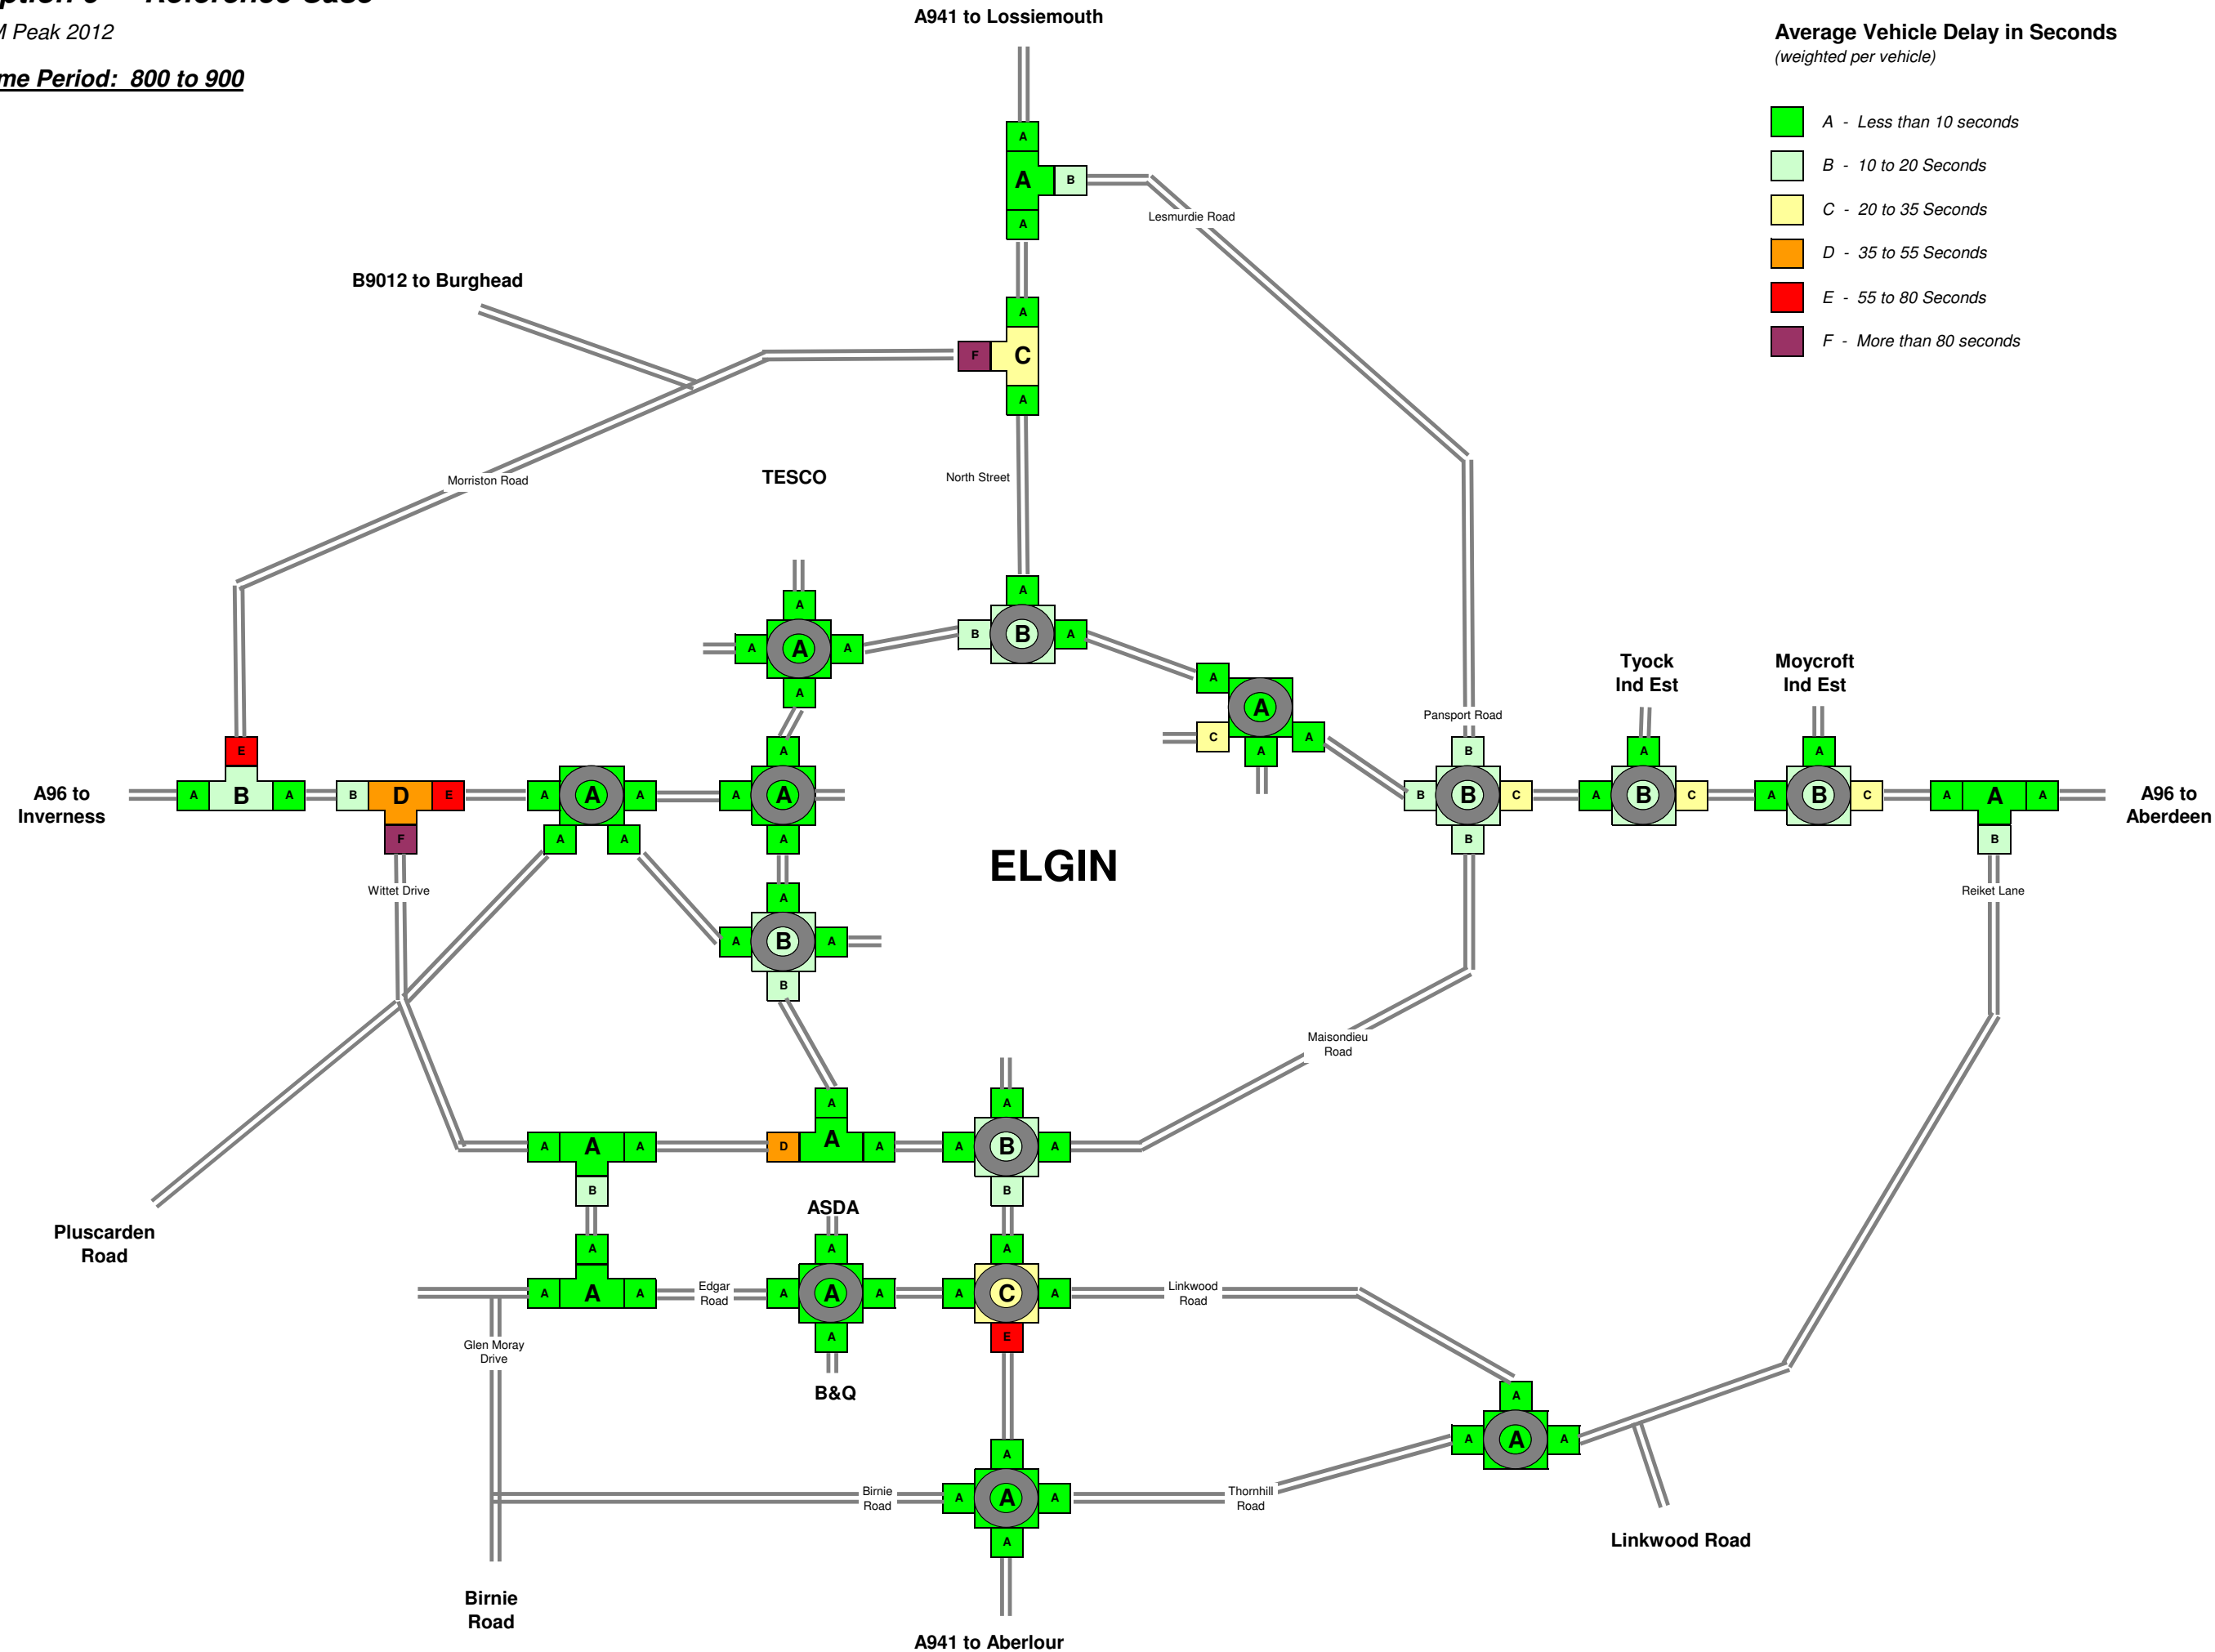 A941 to Lossiemouth
M Peak 2012
800 to 900
Average Vehicle Delay in Seconds
(weighted per vehicle)
A - Less than 10 seconds
B - 10 to 20 Seconds
C - 20 to 35 Seconds
D - 35 to 55 Seconds
E - 55 to 80 Seconds
F - More than 80 seconds
A
A B
A
Lesmurdie Road
B9012 to Burghead
A
F C
A
Morriston Road
TESCO
North Street
A
B B A
A
A A A
A
A
A
C A
A
Tyock
Ind Est
Moycroft
Ind Est
Pansport Road
E
A B A
B D E
F
A A A
A A
A
A A
A
B
B B C
B
A
A B C
A
A B C
A A A
B
A96 to
Inverness
A96 to
Aberdeen
ELGIN
Wittet Drive
Reiket Lane
A
A B A
B
Maisondieu
Road
A A A
B
A
D A A
A
A B A
B
Pluscarden
Road
ASDA
A
A A A
Edgar
Road
A
A A A
A
A
A C A
E
Linkwood
Road
Glen Moray
Drive
B&Q
A
A A A
Birnie
Road
A
A A A
A
Thornhill
Road
Linkwood Road
Birnie
Road
A941 to Aberlour